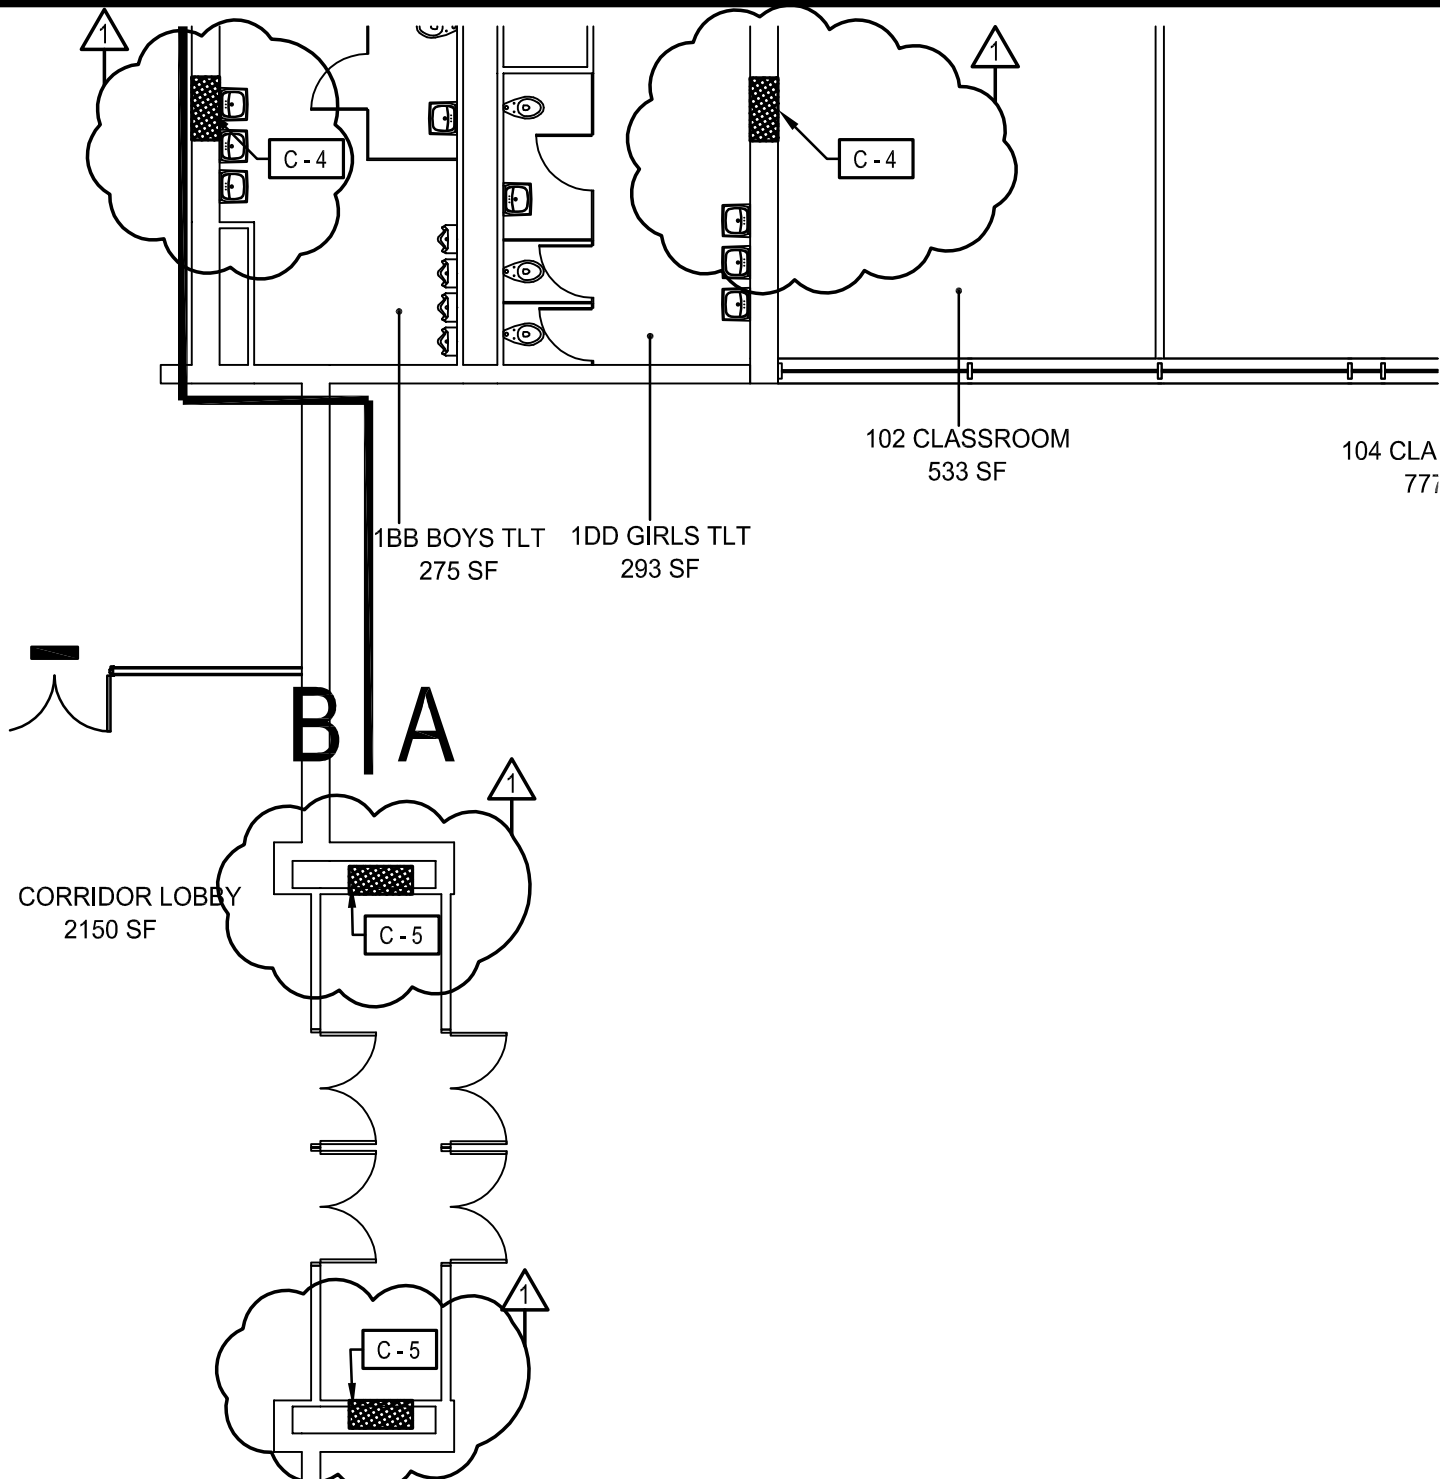 1
1
C - 4
C - 4
102 CLASSROOM
533 SF
104 CLA
777
1BB BOYS TLT
275 SF
1DD GIRLS TLT
293 SF
B A
1
CORRIDOR LOBBY
2150 SF
C - 5
1
C - 5